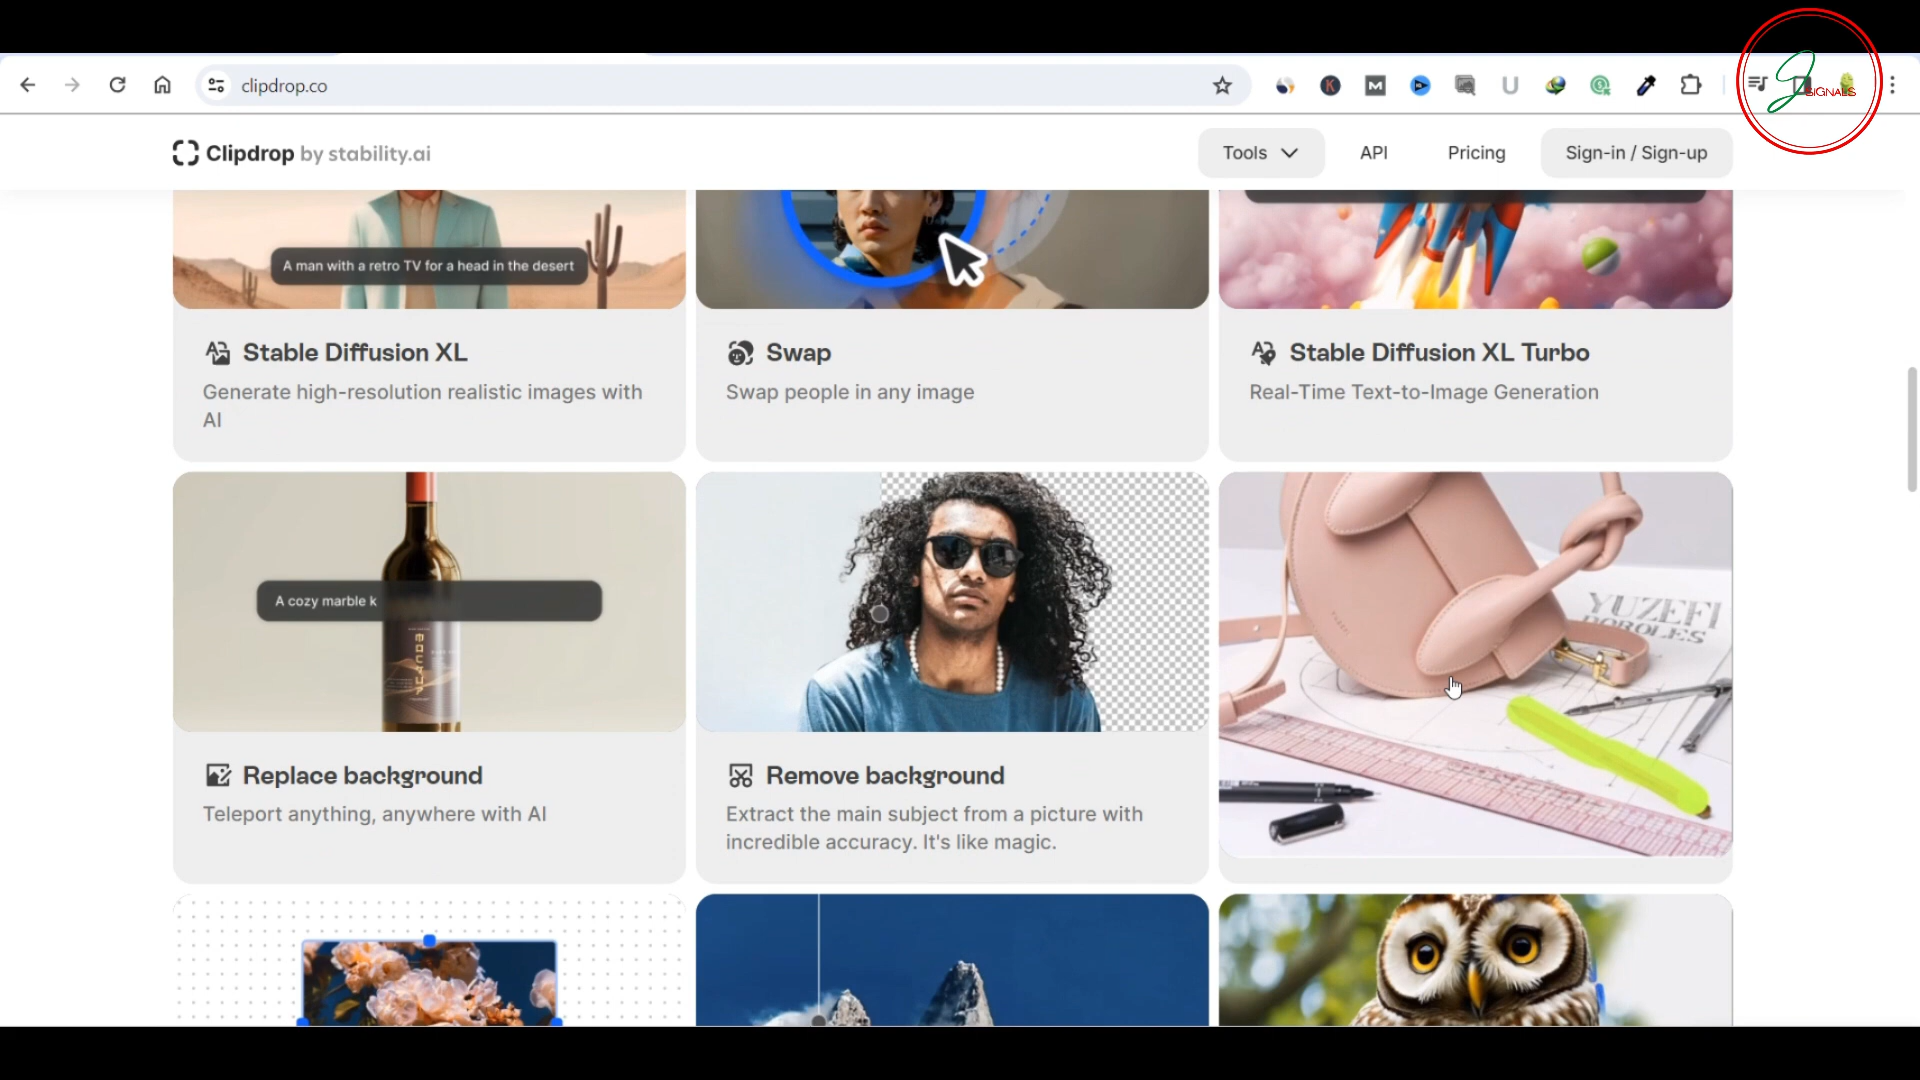 clipdrop.co
SIGNALS
Clipdrop by stability.ai
Tools
API
Pricing
Sign-in / Sign-up
A man with a retro TV for a head in the desert
Stable Diffusion XL
Generate high-resolution realistic images with
AI
Swap
Swap people in any image
Stable Diffusion XL Turbo
Real-Time Text-to-Image Generation
A cozy marble k
YUZEFI
DOROLES
Replace background
Teleport anything, anywhere with AI
Remove background
Extract the main subject from a picture with
incredible accuracy. It's like magic.